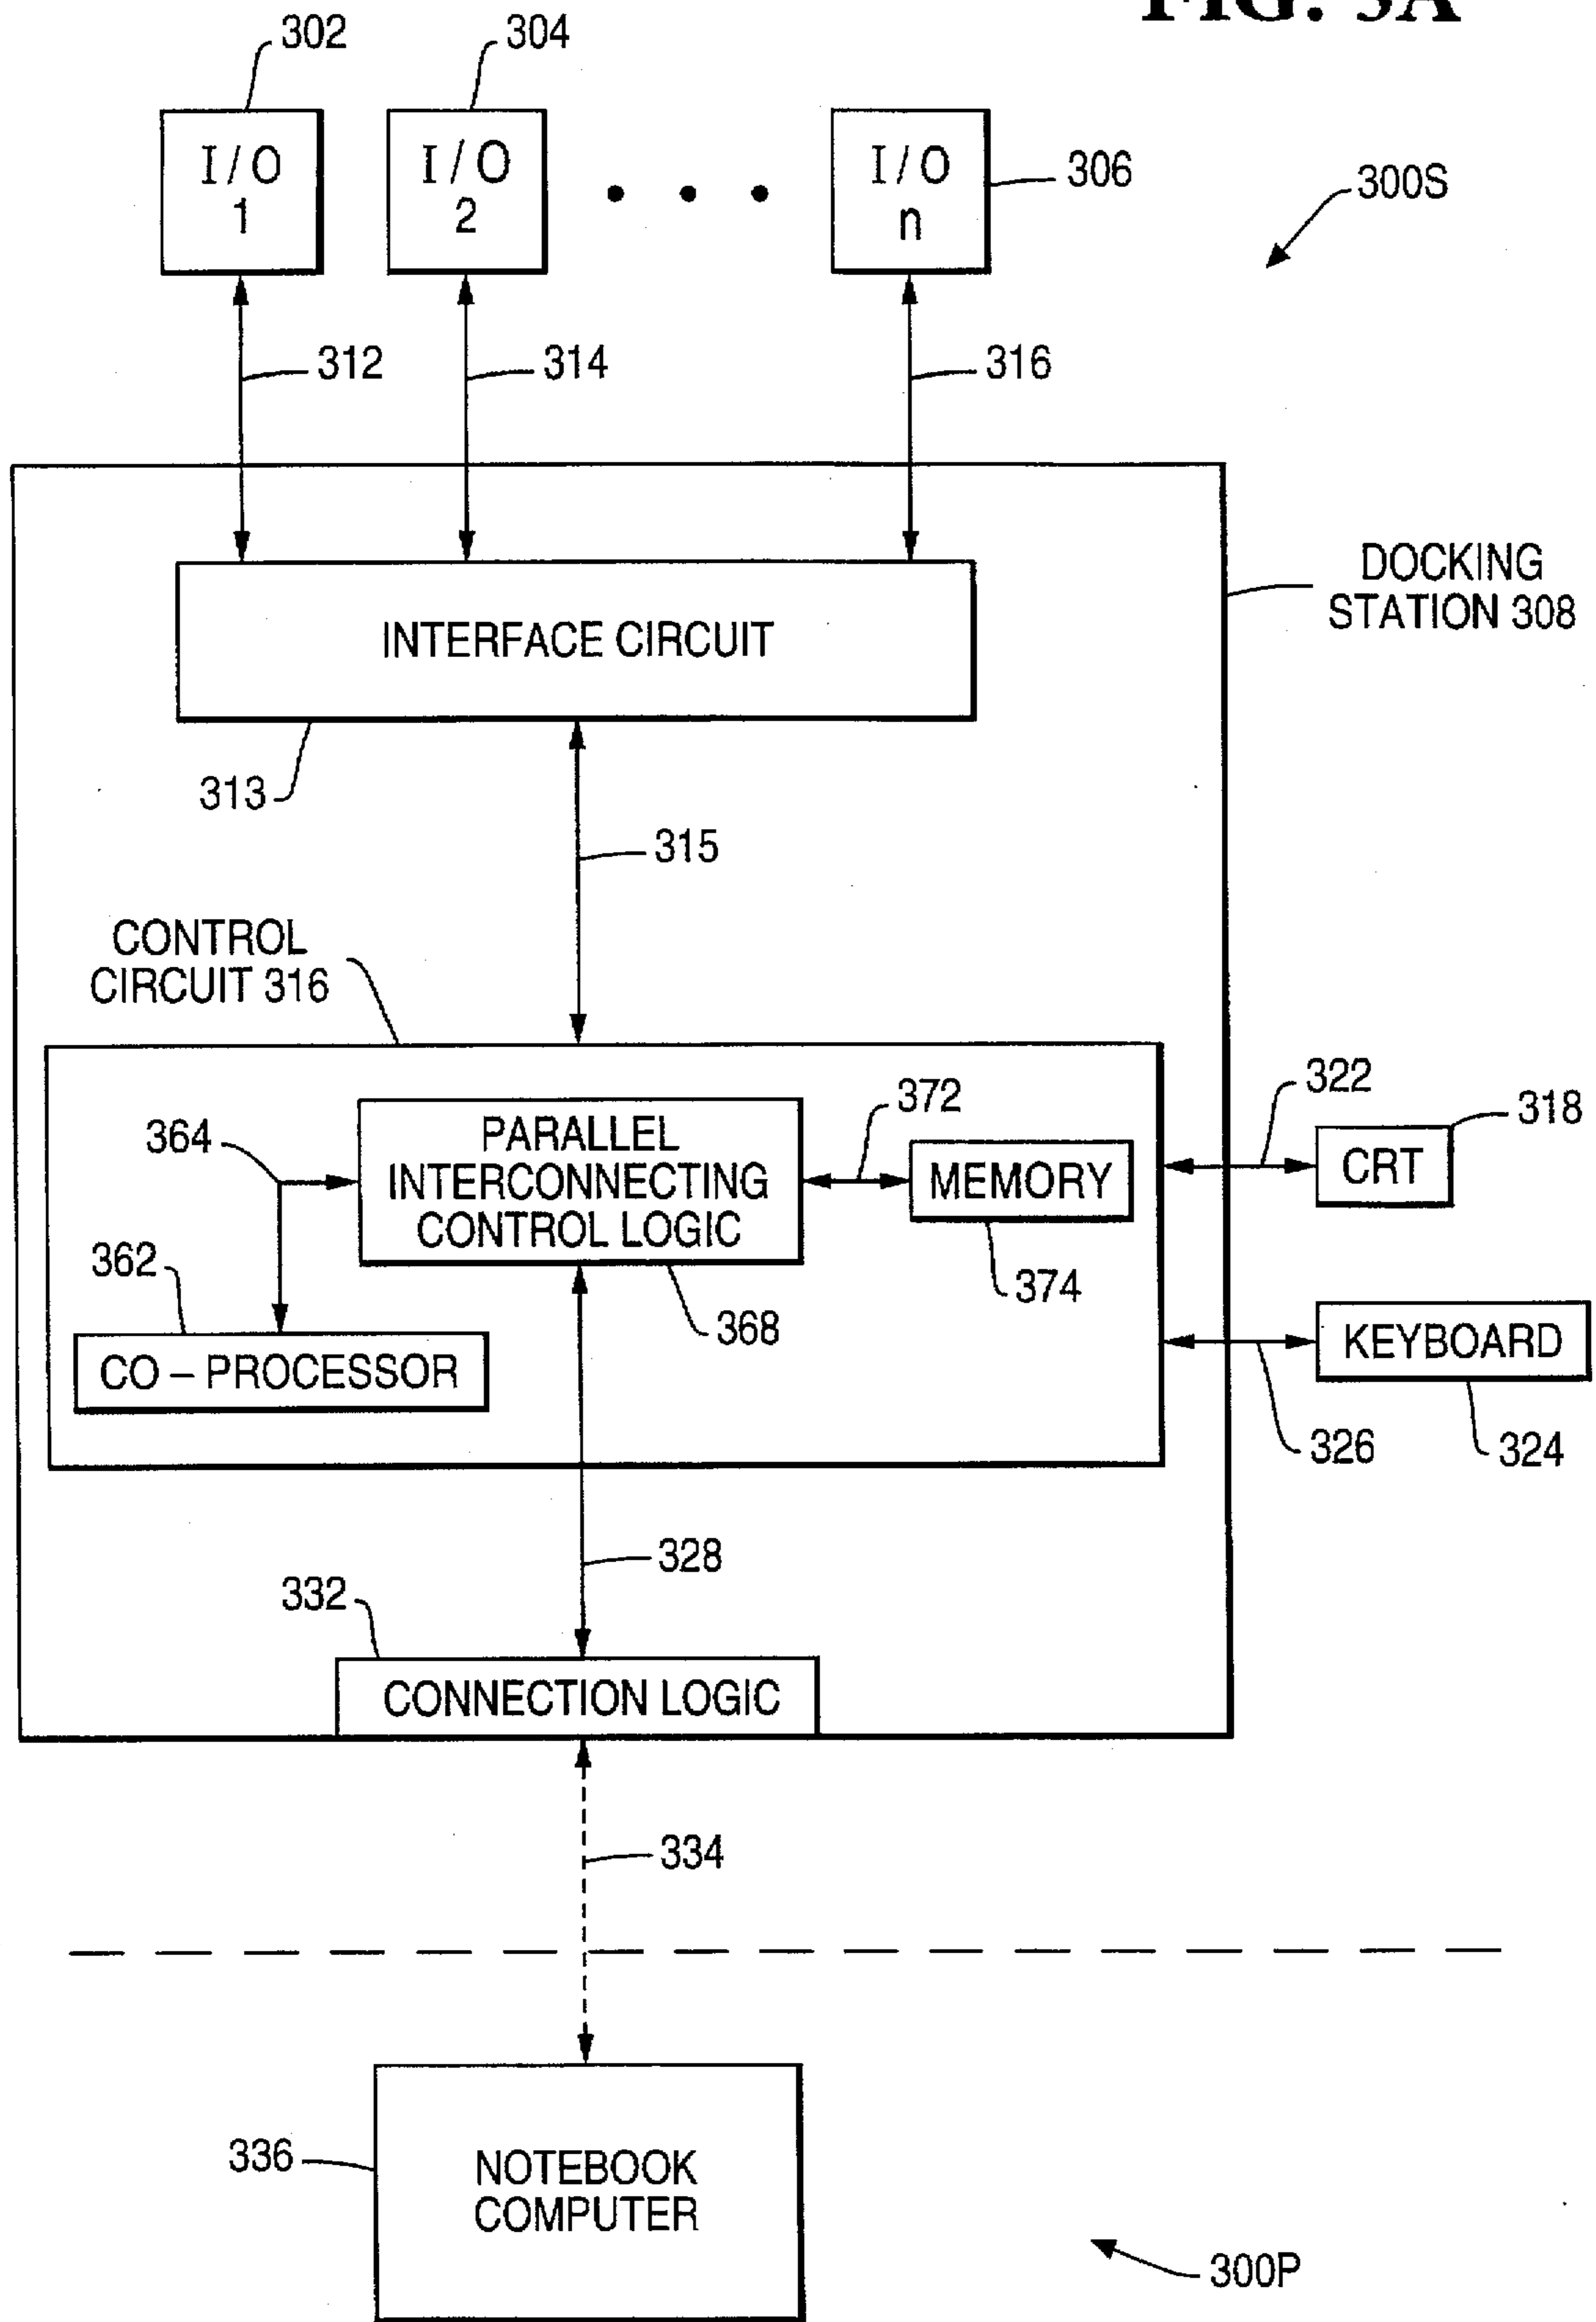 FIG. 3A
302
304
I/O
1
I/O
2
I/O
n
306
300S
312
314
316
DOCKING
STATION 308
INTERFACE CIRCUIT
313
315
CONTROL
CIRCUIT 316
322
318
CRT
364
PARALLEL
INTERCONNECTING
CONTROL LOGIC
372
MEMORY
374
362
368
CO – PROCESSOR
KEYBOARD
326
324
328
332
CONNECTION LOGIC
334
336
NOTEBOOK
COMPUTER
300P